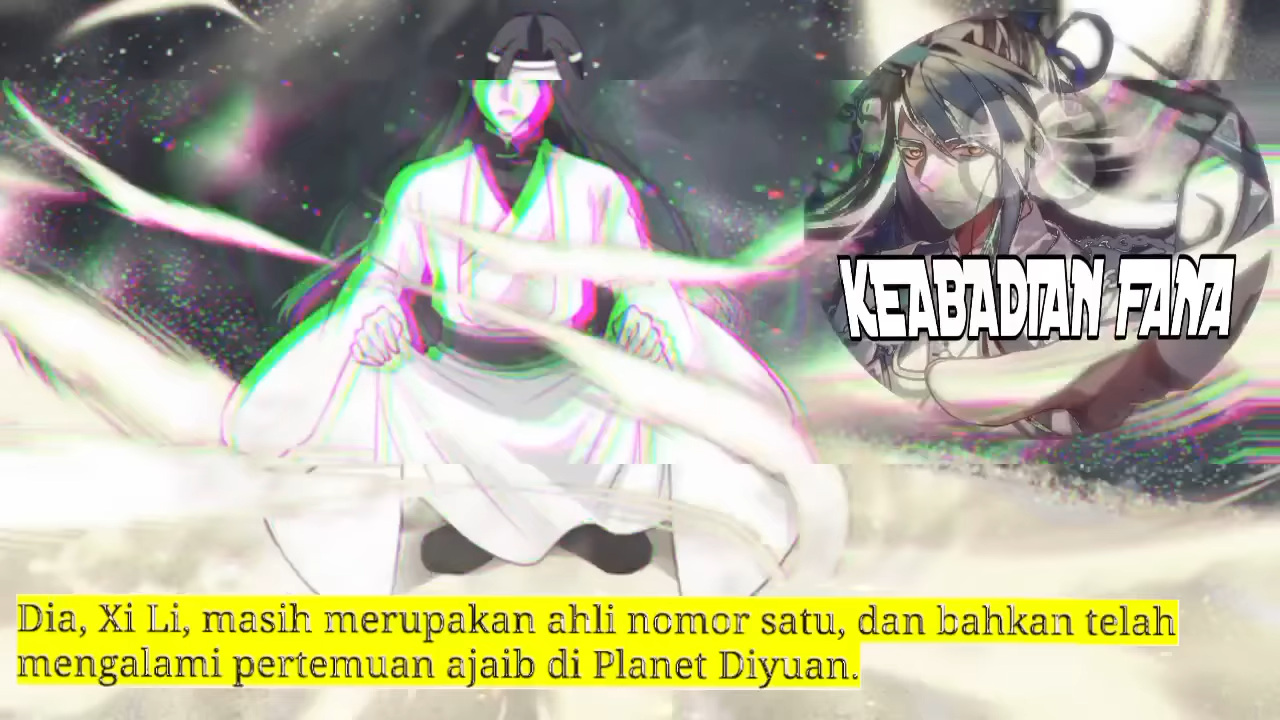 KEABADIAN FANA
Dia, Xi Li, masih merupakan ahli nomor satu, dan bahkan telah
mengalami pertemuan ajaib di Planet Diyuan.